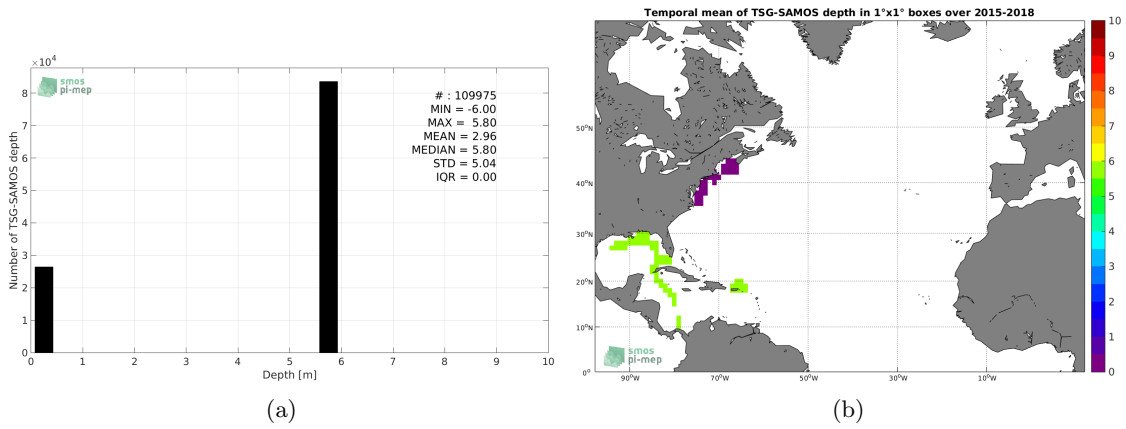 ×10⁴
smos
pi-mep
# : 109975
MIN = -6.00
MAX = 5.80
MEAN = 2.96
MEDIAN = 5.80
STD = 5.04
IQR = 0.00
8
7
6
5
4
3
2
1
0
Number of TSG-SAMOS depth
0 1 2 3 4 5 6 7 8 9 10
Depth [m]
(a)
Temporal mean of TSG-SAMOS depth in 1°x1° boxes over 2015-2018
50°N
40°N
30°N
20°N
10°N
0°
90°W 70°W 50°W 30°W 10°W
smos
pi-mep
10
9
8
7
6
5
4
3
2
1
0
(b)